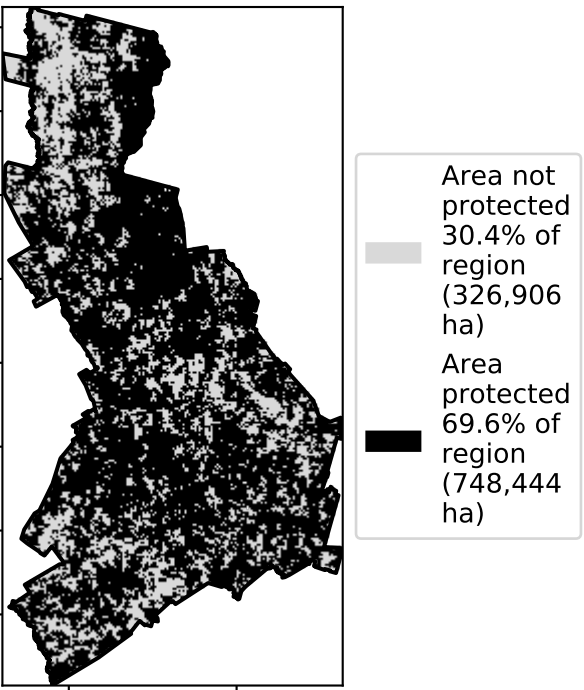 Area not
protected
30.4% of
region
(326,906
ha)
Area
protected
69.6% of
region
(748,444
ha)